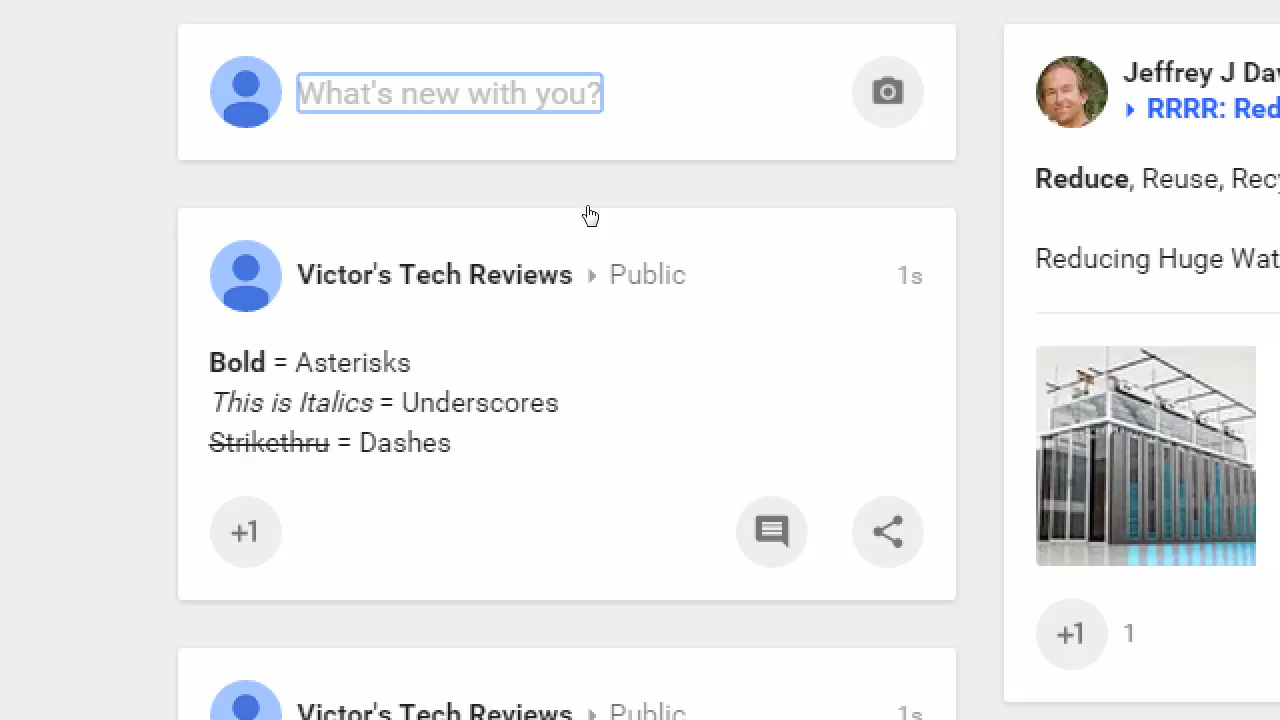 What's new with you?
Victor's Tech Reviews Public 1s
Bold = Asterisks
This is Italics = Underscores
Strikethru = Dashes
+1
Victor's Tech Reviews Public 1s
Jeffrey J Dav
RRRR: Red
Reduce, Reuse, Recy
Reducing Huge Wat
+1 1